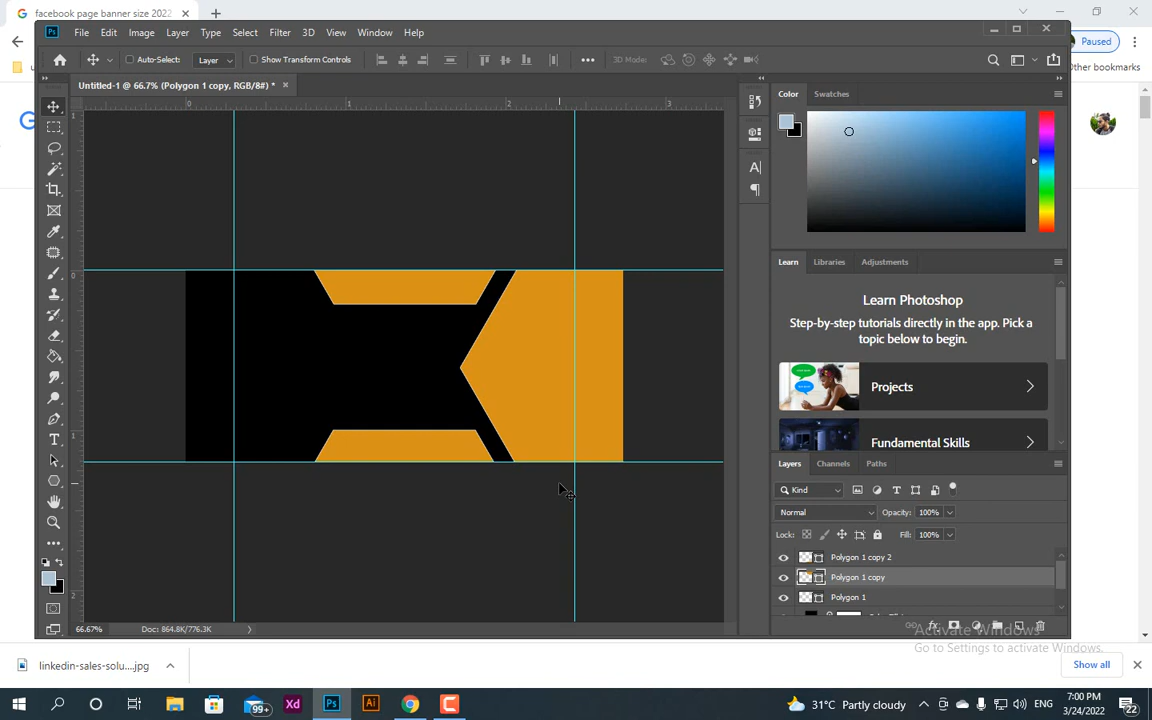 facebook page banner size 2022
File Edit Image Layer Type Select Filter 3D View Window Help
Paused
Other bookmarks
Auto-Select: Layer Show Transform Controls 3D Mode:
Untitled-1 @ 66.7% (Polygon 1 copy, RGB/8#) *
Color Swatches
Learn Libraries Adjustments
Learn Photoshop
Step-by-step tutorials directly in the app. Pick a
topic below to begin.
Projects
Fundamental Skills
Layers Channels Paths
Kind
Normal Opacity: 100%
Lock: Fill: 100%
Polygon 1 copy 2
Polygon 1 copy
Polygon 1
66.67% Doc: 864.8K/776.3K
Activate Windows
Go to Settings to activate Windows.
linkedin-sales-solu....jpg
Show all
99+
31°C Partly cloudy
ENG
7:00 PM
3/24/2022
22